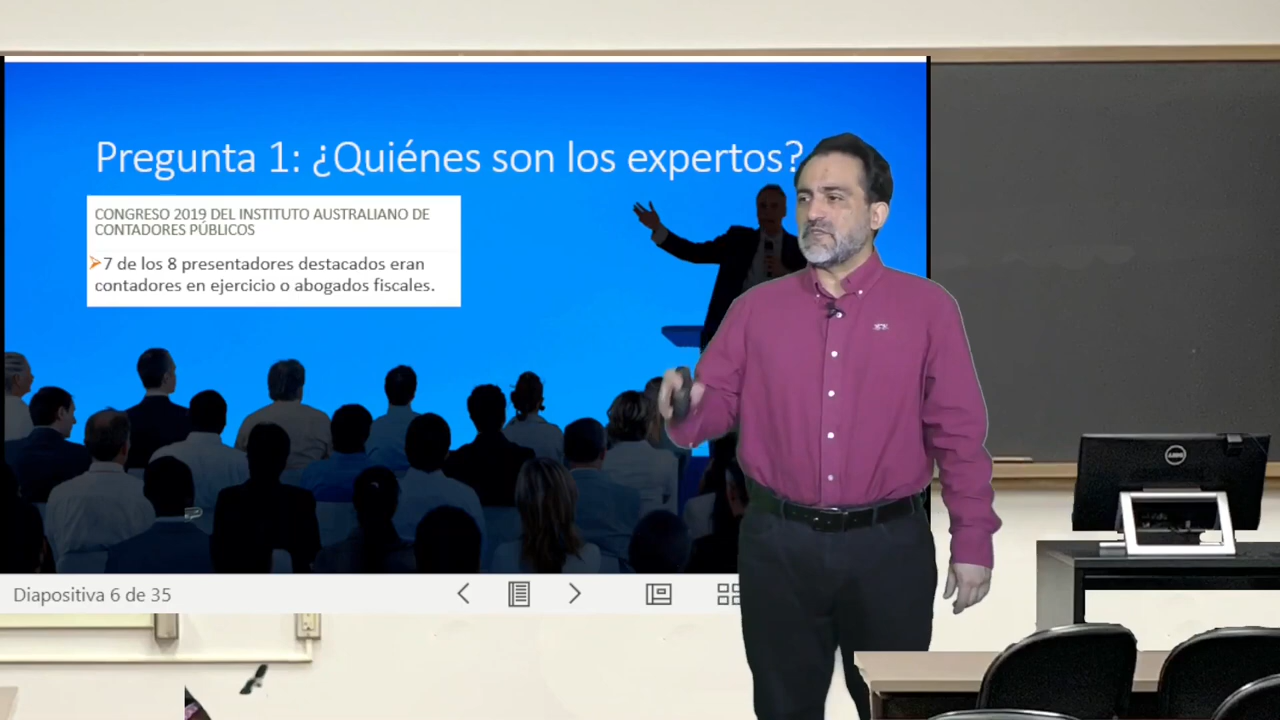 Pregunta 1: ¿Quiénes son los expertos?
CONGRESO 2019 DEL INSTITUTO AUSTRALIANO DE
CONTADORES PÚBLICOS
➢7 de los 8 presentadores destacados eran
contadores en ejercicio o abogados fiscales.
Diapositiva 6 de 35
DELL